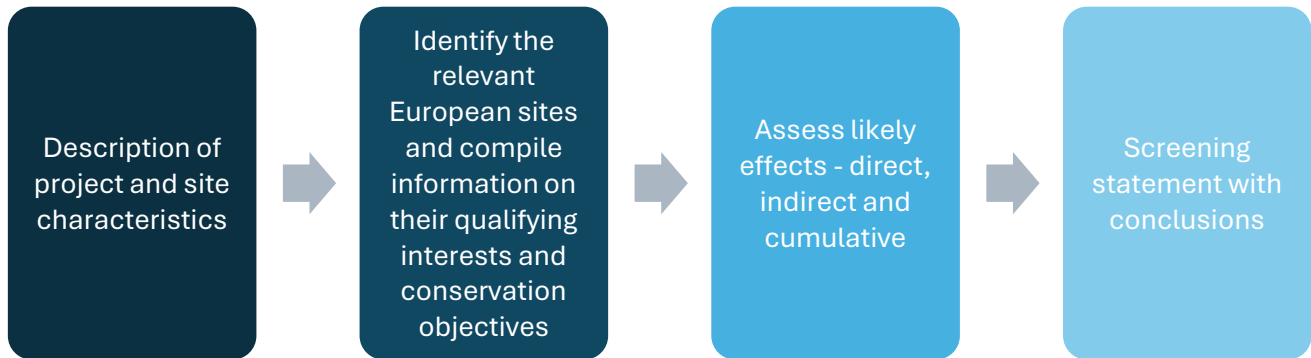 Description of
project and site
characteristics
Identify the
relevant
European sites
and compile
information on
their qualifying
interests and
conservation
objectives
Assess likely
effects - direct,
indirect and
cumulative
Screening
statement with
conclusions